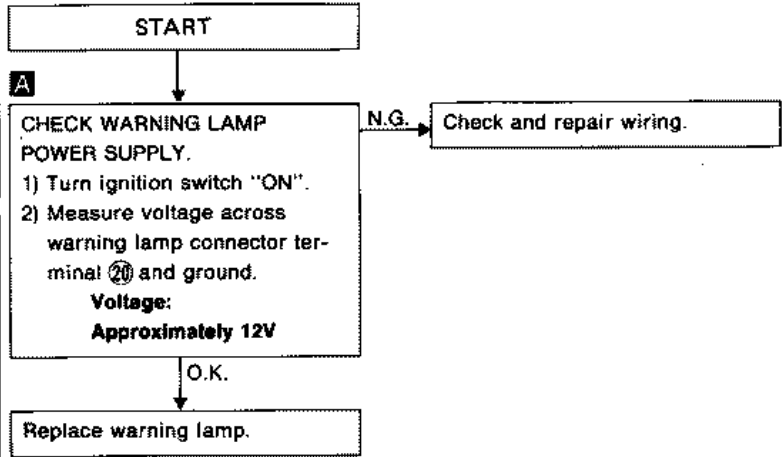 START
A
CHECK WARNING LAMP
POWER SUPPLY.
1) Turn ignition switch "ON".
2) Measure voltage across
warning lamp connector ter-
minal ⑳ and ground.
Voltage:
Approximately 12V
N.G.
Check and repair wiring.
O.K.
Replace warning lamp.